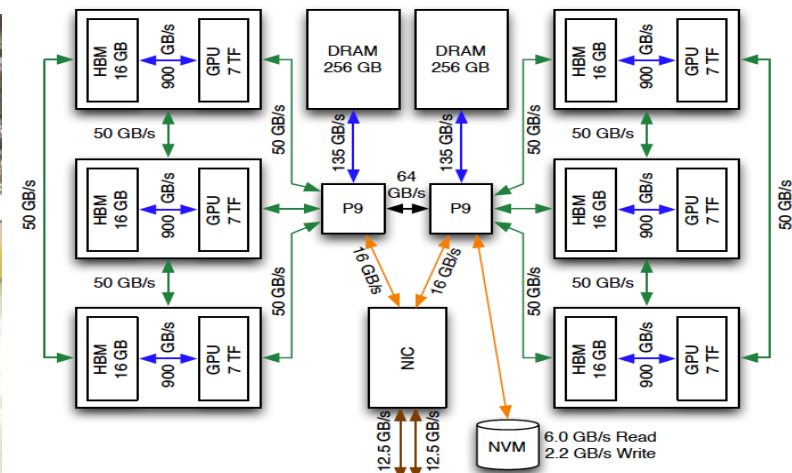 HBM
16 GB
900 GB/s
GPU
7 TF
50 GB/s
HBM
16 GB
900 GB/s
GPU
7 TF
50 GB/s
HBM
16 GB
900 GB/s
GPU
7 TF
50 GB/s
50 GB/s
50 GB/s
DRAM
256 GB
DRAM
256 GB
135 GB/s
135 GB/s
P9
64
GB/s
P9
16 GB/s
16 GB/s
NIC
12.5 GB/s
12.5 GB/s
NVM
6.0 GB/s Read
2.2 GB/s Write
50 GB/s
50 GB/s
HBM
16 GB
900 GB/s
GPU
7 TF
50 GB/s
HBM
16 GB
900 GB/s
GPU
7 TF
50 GB/s
HBM
16 GB
900 GB/s
GPU
7 TF
50 GB/s